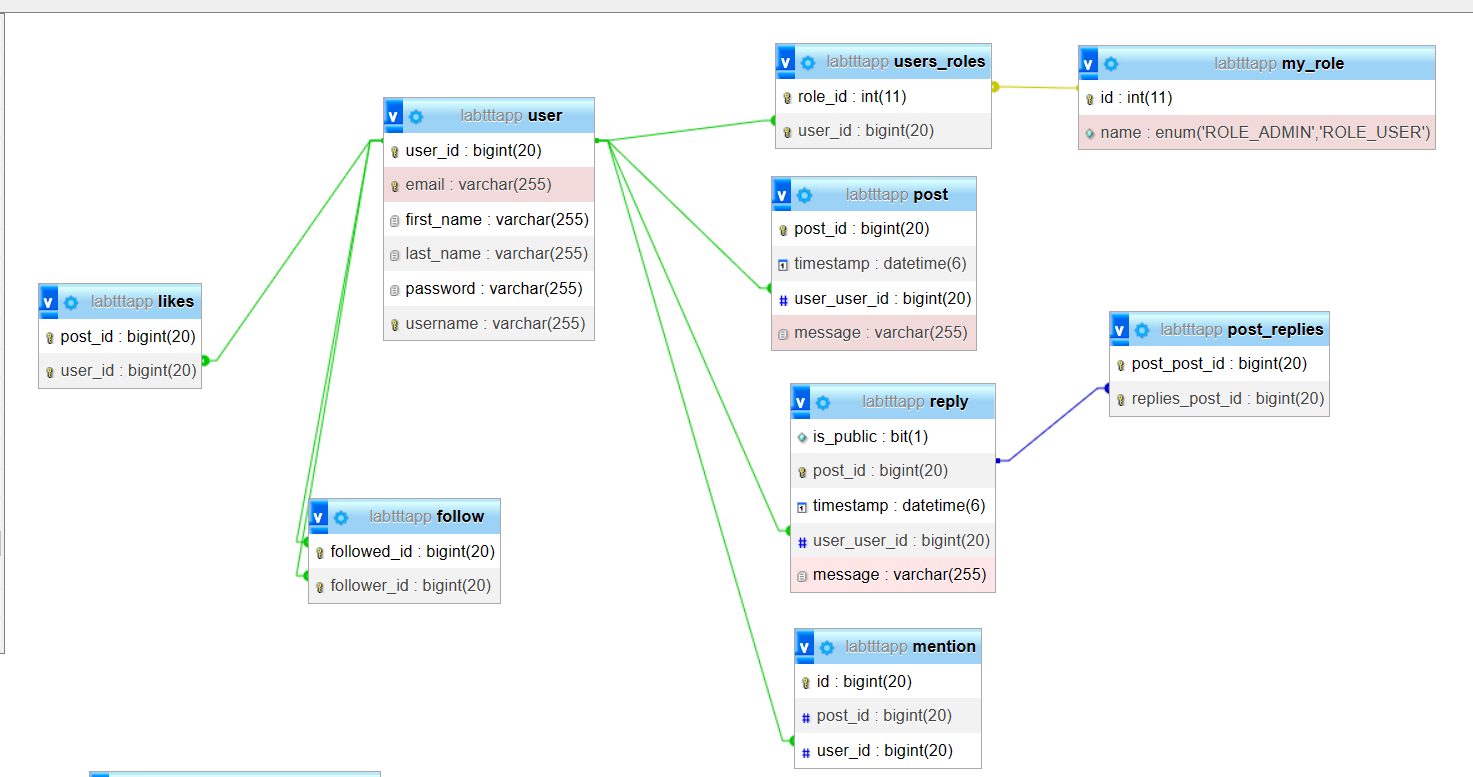 labtttapp user
user_id : bigint(20)
email : varchar(255)
first_name : varchar(255)
last_name : varchar(255)
password : varchar(255)
username : varchar(255)
labtttapp users_roles
role_id : int(11)
user_id : bigint(20)
labtttapp my_role
id : int(11)
name : enum('ROLE_ADMIN','ROLE_USER')
labtttapp post
post_id : bigint(20)
timestamp : datetime(6)
user_user_id : bigint(20)
message : varchar(255)
labtttapp likes
post_id : bigint(20)
user_id : bigint(20)
labtttapp post_replies
post_post_id : bigint(20)
replies_post_id : bigint(20)
labtttapp reply
is_public : bit(1)
post_id : bigint(20)
timestamp : datetime(6)
user_user_id : bigint(20)
message : varchar(255)
labtttapp follow
followed_id : bigint(20)
follower_id : bigint(20)
labtttapp mention
id : bigint(20)
post_id : bigint(20)
user_id : bigint(20)